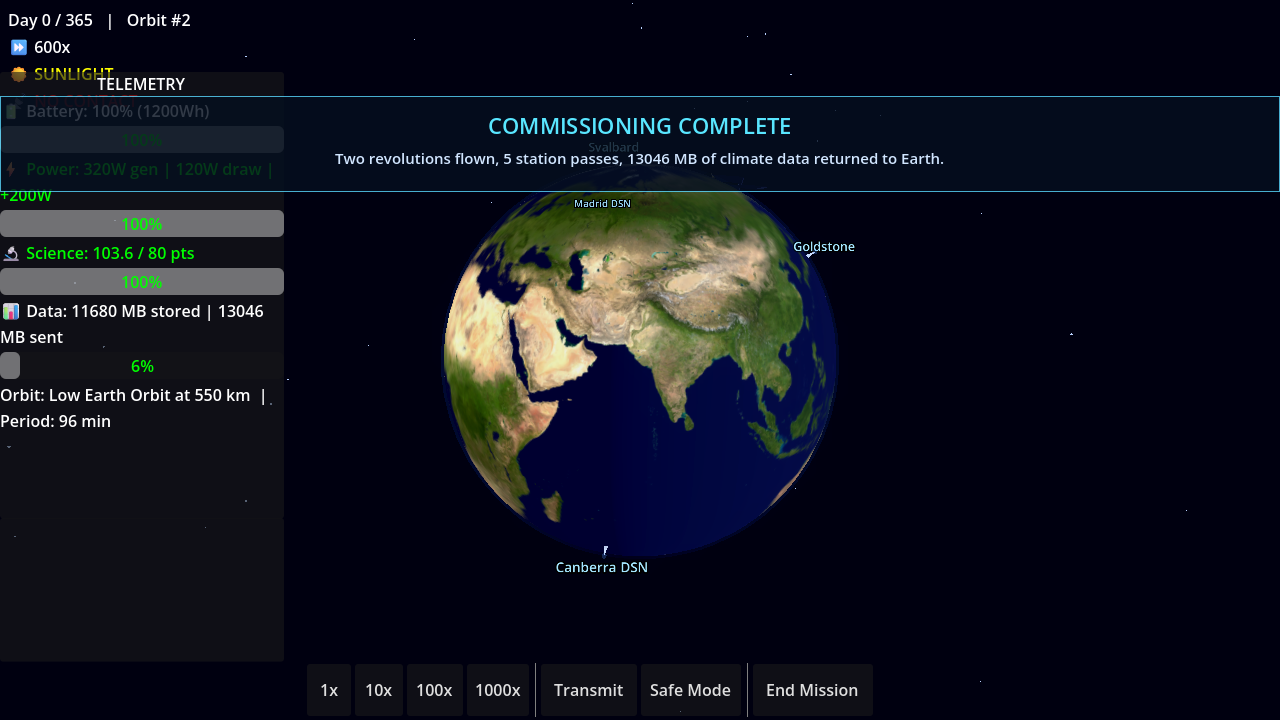 Day 0 / 365 | Orbit #2
600x
SUNLIGHT
TELEMETRY
Battery: 100% (1200Wh)
100%
COMMISSIONING COMPLETE
Svalbard
Two revolutions flown, 5 station passes, 13046 MB of climate data returned to Earth.
Power: 320W gen | 120W draw |
+200W
100%
Science: 103.6 / 80 pts
100%
Data: 11680 MB stored | 13046
MB sent
6%
Orbit: Low Earth Orbit at 550 km |
Period: 96 min
Madrid DSN
Goldstone
Canberra DSN
1x
10x
100x
1000x
Transmit
Safe Mode
End Mission